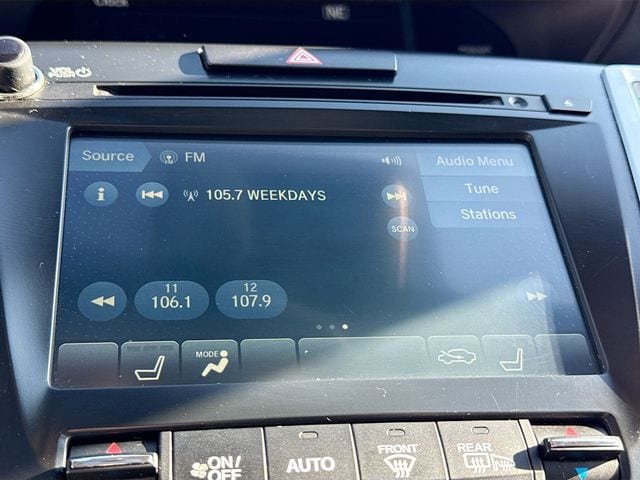 Clock
NE
Source
FM
Audio Menu
i
105.7 WEEKDAYS
Tune
SCAN
Stations
11
106.1
12
107.9
MODE
ON/OFF
AUTO
FRONT
REAR